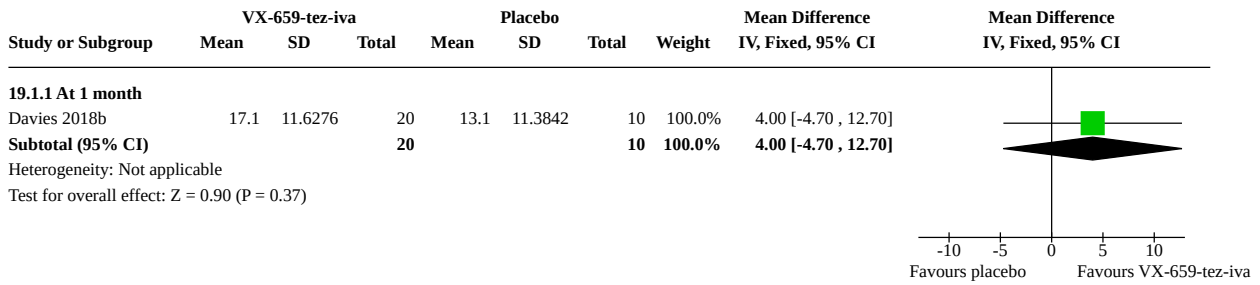 VX-659-tez-iva Placebo Mean Difference Mean Difference
Study or Subgroup Mean SD Total Mean SD Total Weight IV, Fixed, 95% CI IV, Fixed, 95% CI
19.1.1 At 1 month
Davies 2018b 17.1 11.6276 20 13.1 11.3842 10 100.0% 4.00 [-4.70 , 12.70]
Subtotal (95% CI) 20 10 100.0% 4.00 [-4.70 , 12.70]
Heterogeneity: Not applicable
Test for overall effect: Z = 0.90 (P = 0.37)
-10 -5 0 5 10
Favours placebo Favours VX-659-tez-iva